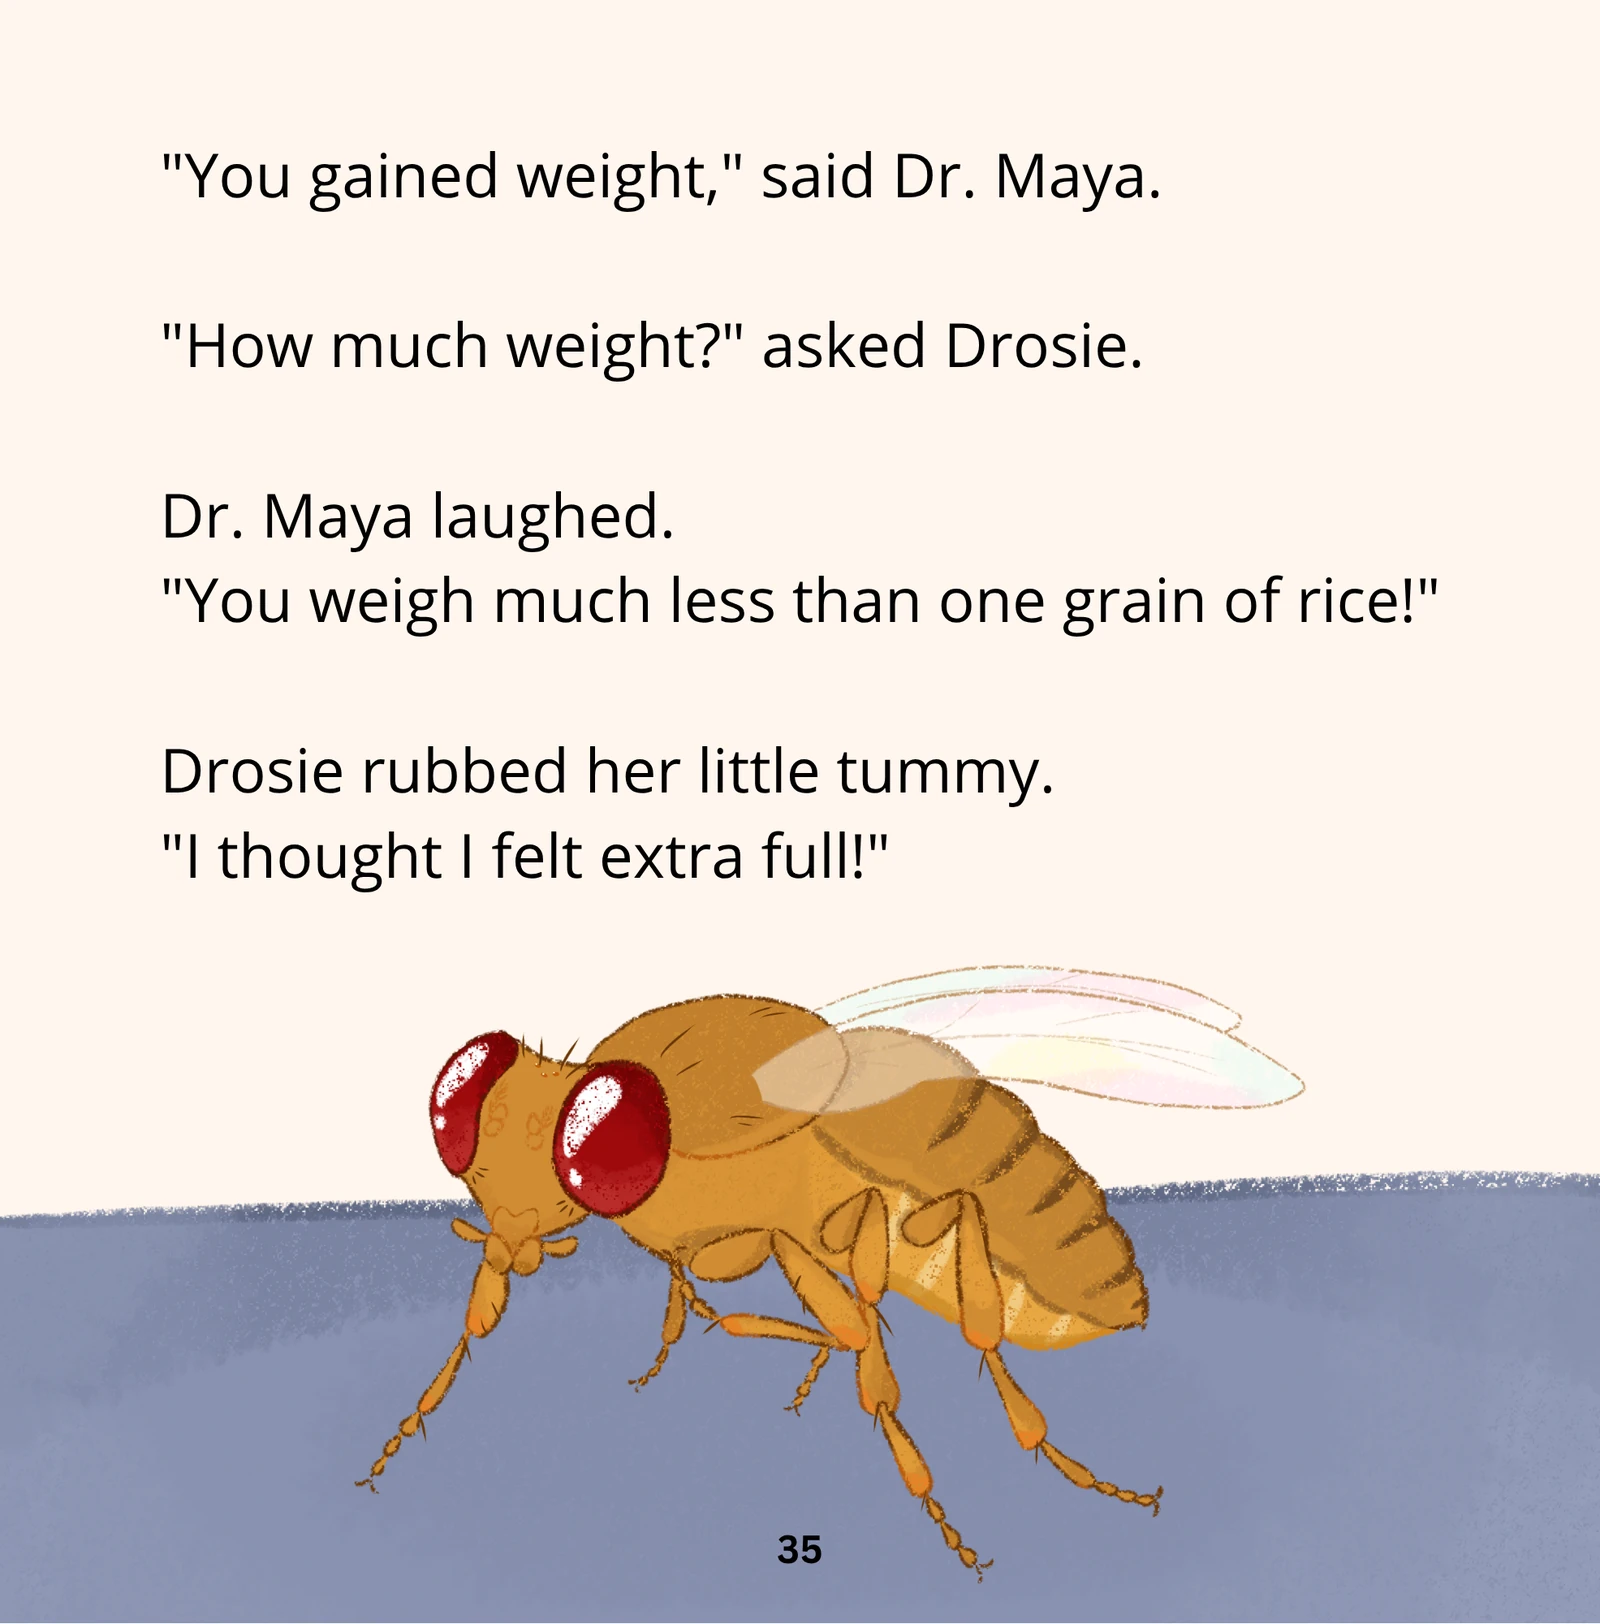 "You gained weight," said Dr. Maya.
"How much weight?" asked Drosie.
Dr. Maya laughed.
"You weigh much less than one grain of rice!"
Drosie rubbed her little tummy.
"I thought I felt extra full!"
35